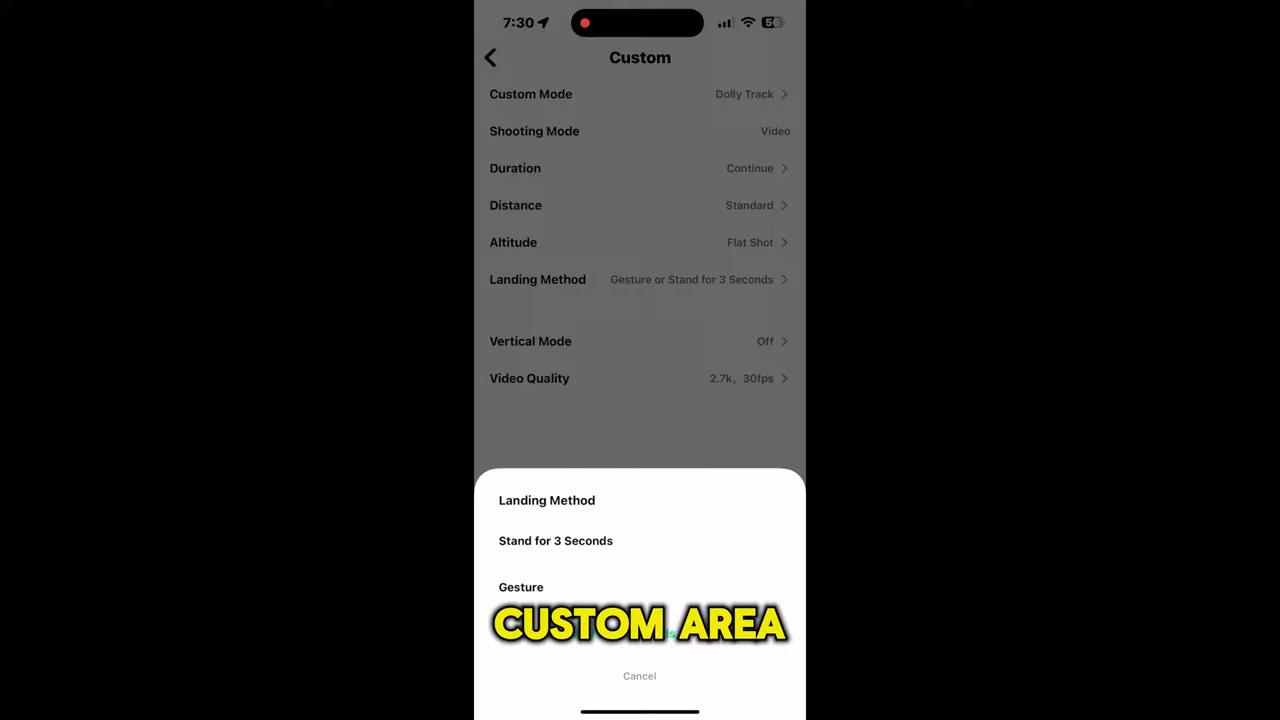 7:30
56
Custom
Custom Mode Dolly Track
Shooting Mode Video
Duration Continue
Distance Standard
Altitude Flat Shot
Landing Method Gesture or Stand for 3 Seconds
Vertical Mode Off
Video Quality 2.7k, 30fps
Landing Method
Stand for 3 Seconds
Gesture
CUSTOM AREA
Cancel